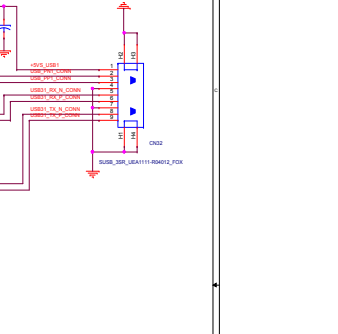 H2
H3
+5VS_USB1
USB_PN1_CONN
USB_PP1_CONN
USB31_RX_N_CONN
USB31_RX_P_CONN
USB31_TX_N_CONN
USB31_TX_P_CONN
1
2
3
4
5
6
7
8
9
H1
H4
CN32
SUSB_3SR_UEA1111-R04012_FOX